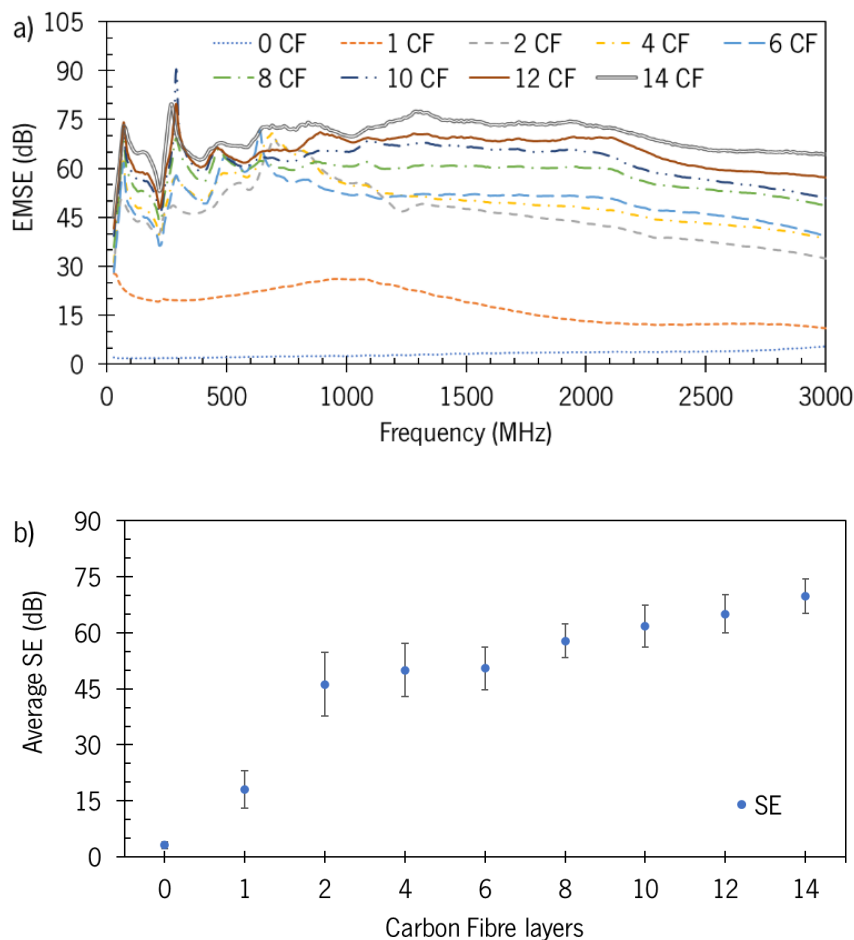 a)
105
90
75
60
45
30
15
0
EMSE (dB)
0 CF 1 CF 2 CF 4 CF 6 CF
8 CF 10 CF 12 CF 14 CF
0 500 1000 1500 2000 2500 3000
Frequency (MHz)
b)
90
75
60
45
30
15
0
Average SE (dB)
SE
0 1 2 4 6 8 10 12 14
Carbon Fibre layers